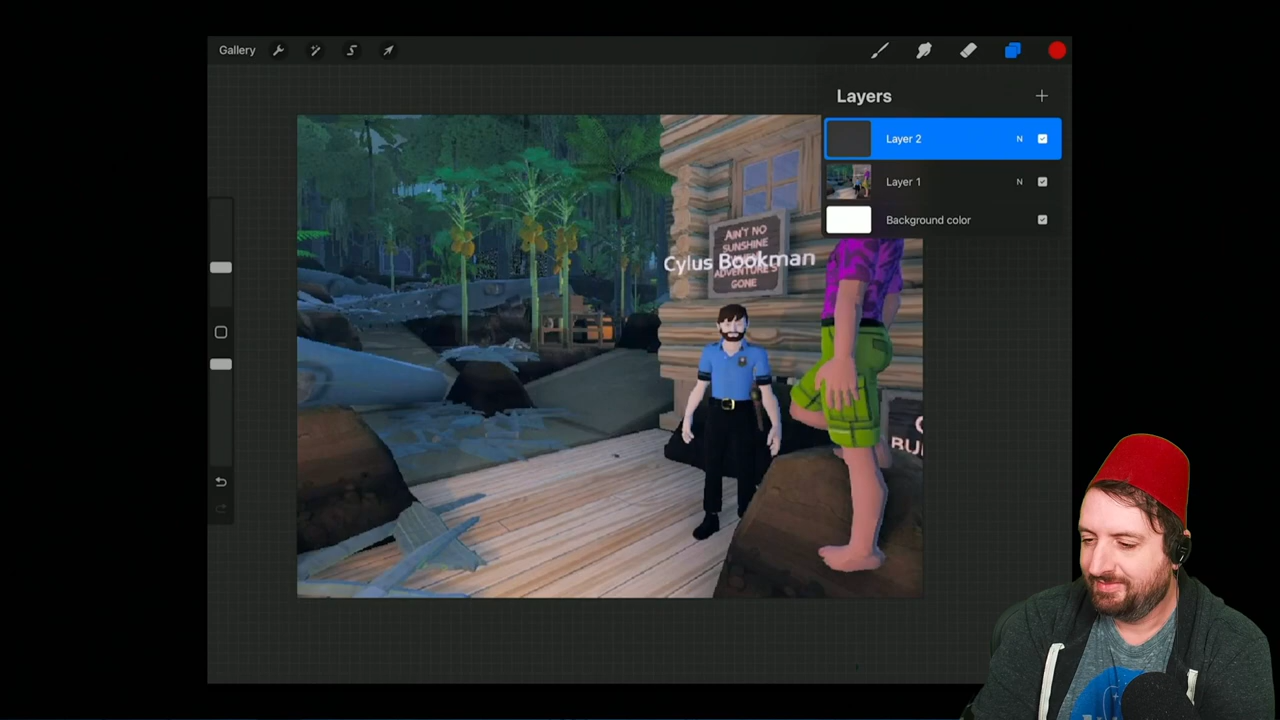 Gallery
Layers
Layer 2 N
Layer 1 N
Background color
AIN'T NO
SUNSHINE
ADVENTURE'S
GONE
Cylus Bookman